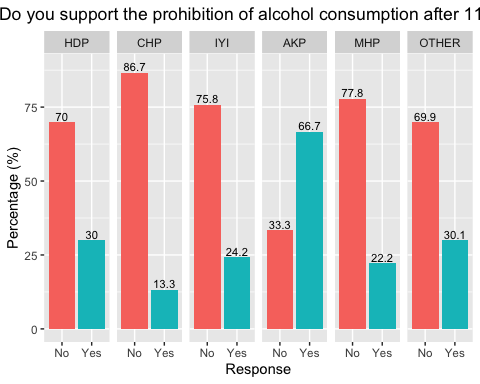 Do you support the prohibition of alcohol consumption after 11
HDP CHP IYI AKP MHP OTHER
86.7
77.8
75.8
70 69.9
66.7
33.3
30 30.1
24.2
22.2
13.3
75
50
25
0
Percentage (%)
No Yes No Yes No Yes No Yes No Yes No Yes
Response